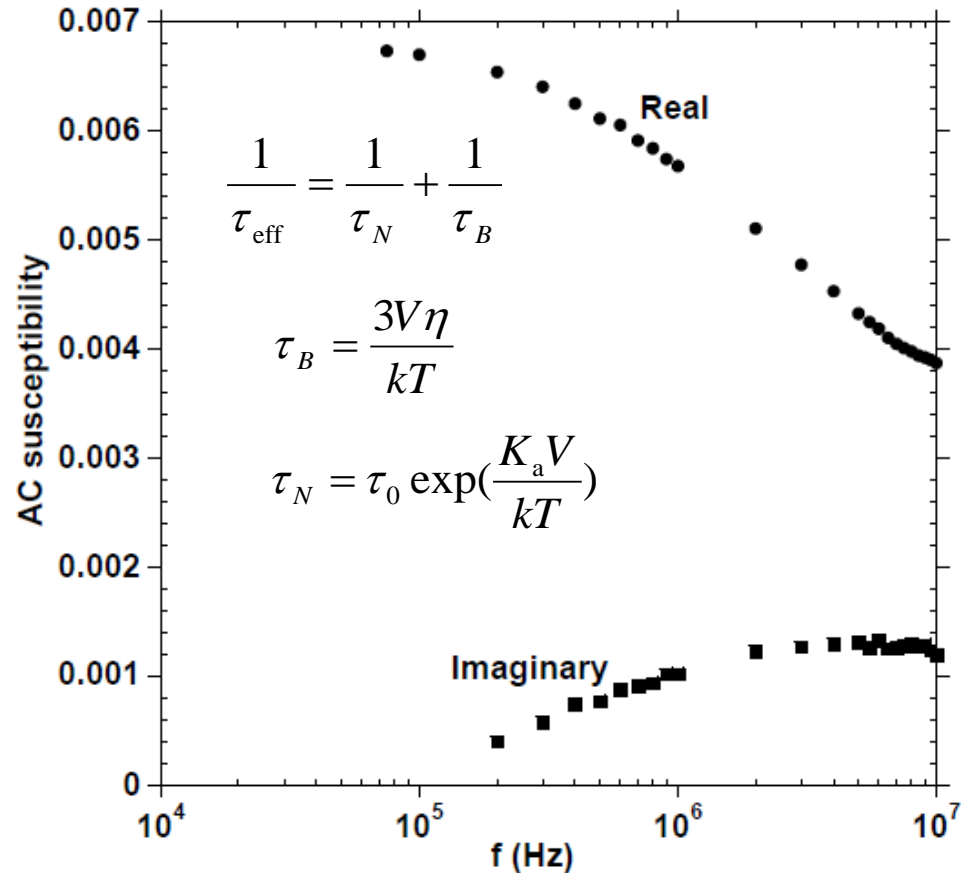 0.007
0.006
0.005
0.004
0.003
0.002
0.001
0
AC susceptibility
Real
1/τ_eff = 1/τ_N + 1/τ_B
τ_B = 3Vη/kT
τ_N = τ_0 exp(K_a V/kT)
Imaginary
10^4 10^5 10^6 10^7
f (Hz)